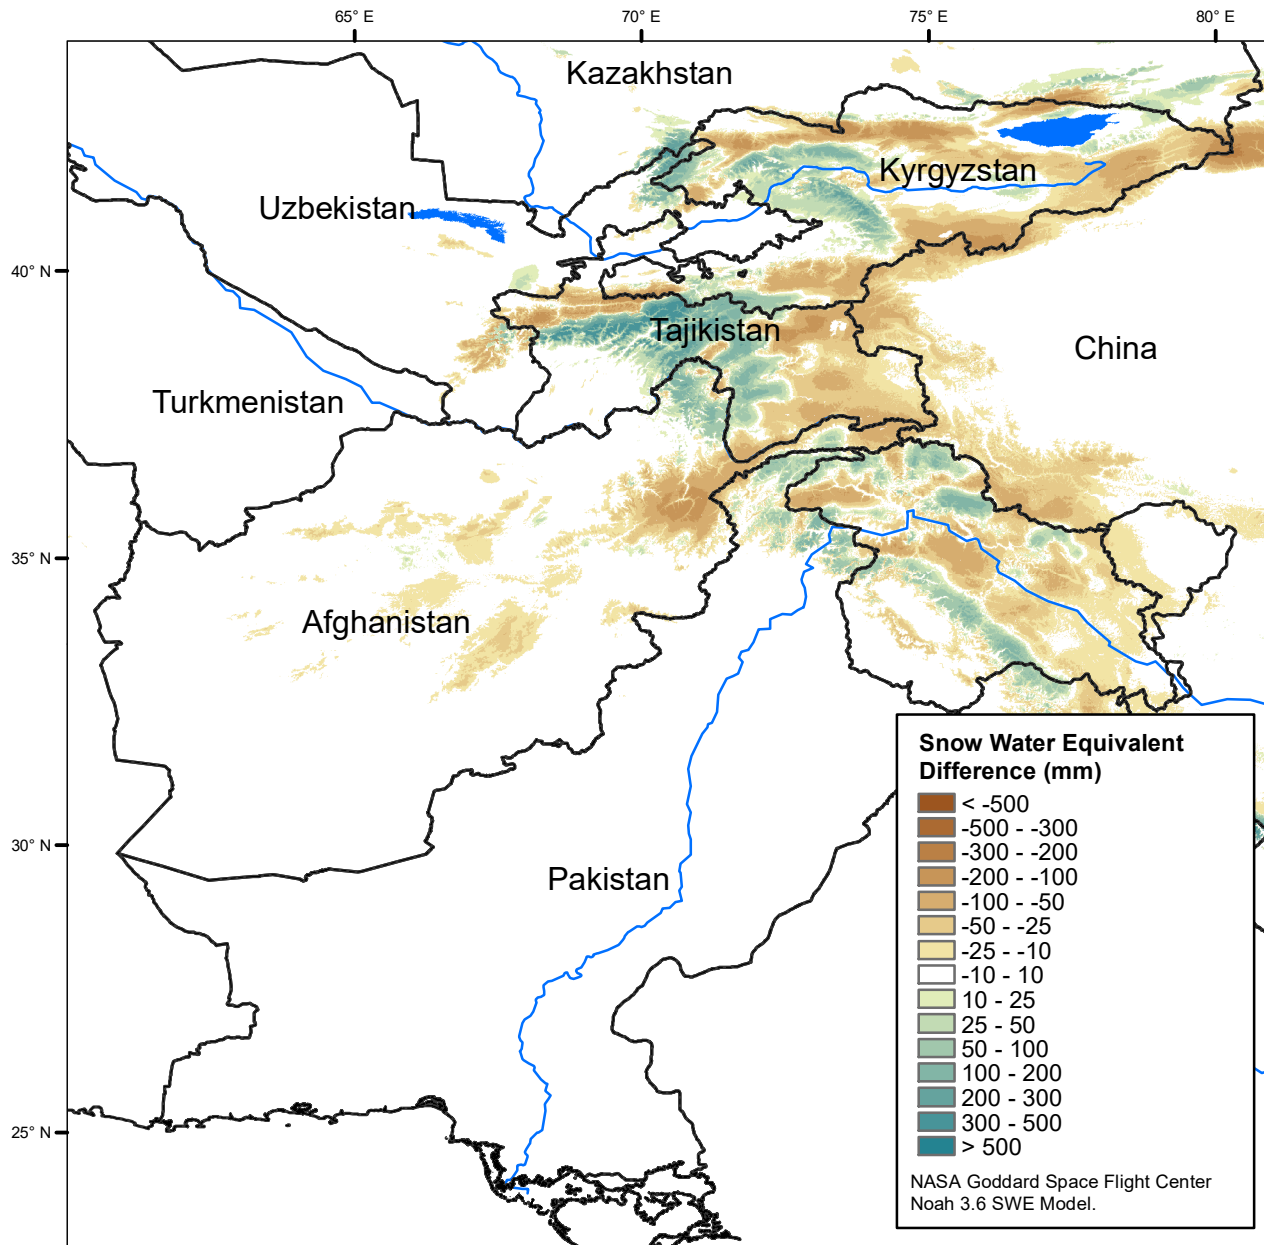 65° E
70° E
75° E
80° E
Kazakhstan
Kyrgyzstan
Uzbekistan
40° N
Tajikistan
China
Turkmenistan
35° N
Afghanistan
Snow Water Equivalent
Difference (mm)
< -500
-500 - -300
-300 - -200
-200 - -100
-100 - -50
-50 - -25
-25 - -10
-10 - 10
10 - 25
25 - 50
50 - 100
100 - 200
200 - 300
300 - 500
> 500
30° N
Pakistan
25° N
NASA Goddard Space Flight Center
Noah 3.6 SWE Model.